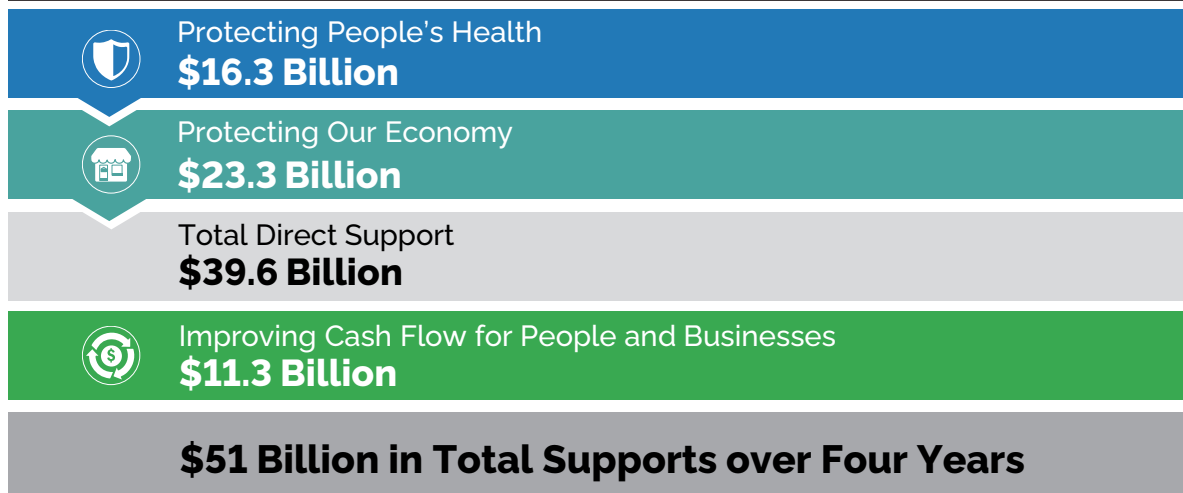 Protecting People’s Health
$16.3 Billion
Protecting Our Economy
$23.3 Billion
Total Direct Support
$39.6 Billion
Improving Cash Flow for People and Businesses
$11.3 Billion
$51 Billion in Total Supports over Four Years